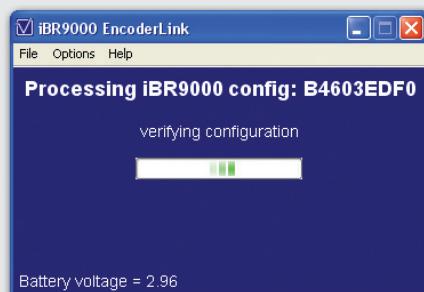 iBR9000 EncoderLink
File Options Help
Processing iBR9000 config: B4603EDF0
verifying configuration
Battery voltage = 2.96